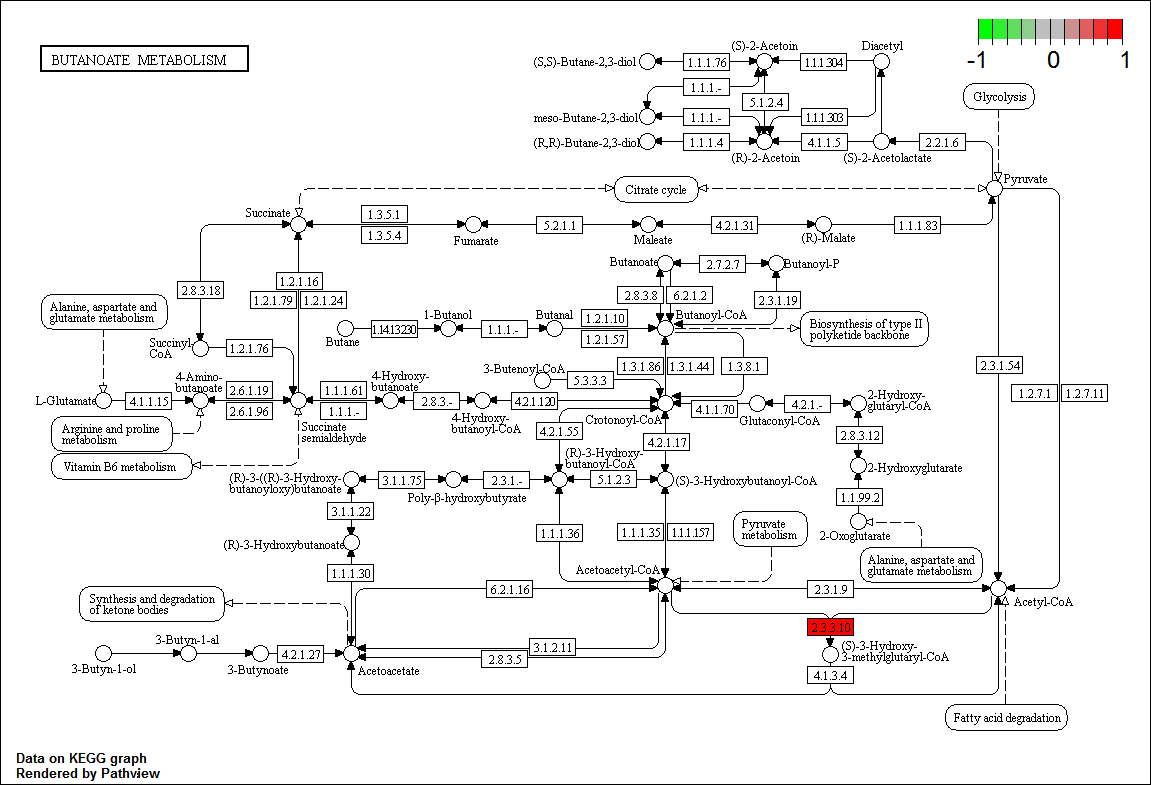 BUTANOATE METABOLISM
-1 0 1
(S)-2-Acetoin
Diacetyl
(S,S)-Butane-2,3-diol
1.1.1.76
1.1.1.304
1.1.1.-
5.1.2.4
Glycolysis
meso-Butane-2,3-diol
1.1.1.-
1.1.1.303
(R,R)-Butane-2,3-diol
1.1.1.4
4.1.1.5
2.2.1.6
(R)-2-Acetoin
(S)-2-Acetolactate
Pyruvate
Citrate cycle
Succinate
1.3.5.1
1.3.5.4
Fumarate
5.2.1.1
Maleate
4.2.1.31
(R)-Malate
1.1.1.83
Butanoate
2.7.2.7
Butanoyl-P
2.8.3.18
1.2.1.16
1.2.1.79
1.2.1.24
2.8.3.8
6.2.1.2
2.3.1.19
Alanine, aspartate and
glutamate metabolism
1-Butanol
Butanal
1.2.1.10
Butanoyl-CoA
Biosynthesis of type II
polyketide backbone
1.14.13.230
1.1.1.-
1.2.1.57
Butane
Succinyl-
CoA
1.2.1.76
3-Butenoyl-CoA
1.3.1.86
1.3.1.44
1.3.8.1
2.3.1.54
4-Amino-
butanoate
2.6.1.19
1.1.1.61
4-Hydroxy-
butanoate
5.3.3.3
1.2.7.1
1.2.7.11
L-Glutamate
4.1.1.15
2.6.1.96
1.1.1.-
2.8.3.-
4.2.1.120
4.1.1.70
4.2.1.-
2-Hydroxy-
glutaryl-CoA
4-Hydroxy-
butanoyl-CoA
Crotonoyl-CoA
Glutaconyl-CoA
Arginine and proline
metabolism
Succinate
semialdehyde
4.2.1.55
4.2.1.17
2.8.3.12
Vitamin B6 metabolism
(R)-3-Hydroxy-
butanoyl-CoA
2-Hydroxyglutarate
(R)-3-((R)-3-Hydroxy-
butanoyloxy)butanoate
3.1.1.75
2.3.1.-
5.1.2.3
(S)-3-Hydroxybutanoyl-CoA
Poly-β-hydroxybutyrate
1.1.99.2
3.1.1.22
1.1.1.36
1.1.1.35
1.1.1.157
Pyruvate
metabolism
2-Oxoglutarate
(R)-3-Hydroxybutanoate
Alanine, aspartate and
glutamate metabolism
1.1.1.30
Acetoacetyl-CoA
6.2.1.16
2.3.1.9
Acetyl-CoA
Synthesis and degradation
of ketone bodies
2.3.3.10
3-Butyn-1-al
3.1.2.11
(S)-3-Hydroxy-
3-methylglutaryl-CoA
4.2.1.27
2.8.3.5
3-Butyn-1-ol
3-Butynoate
Acetoacetate
4.1.3.4
Fatty acid degradation
Data on KEGG graph
Rendered by Pathview